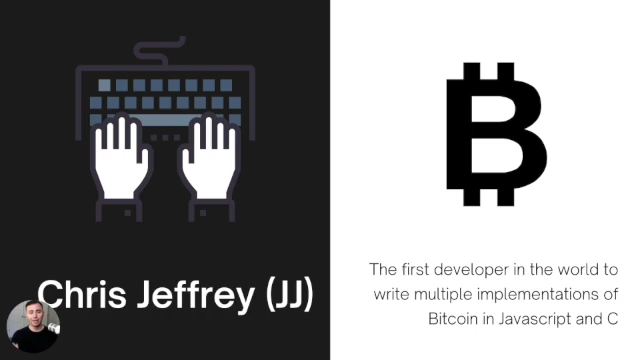 Chris Jeffrey (JJ)
The first developer in the world to
write multiple implementations of
Bitcoin in Javascript and C